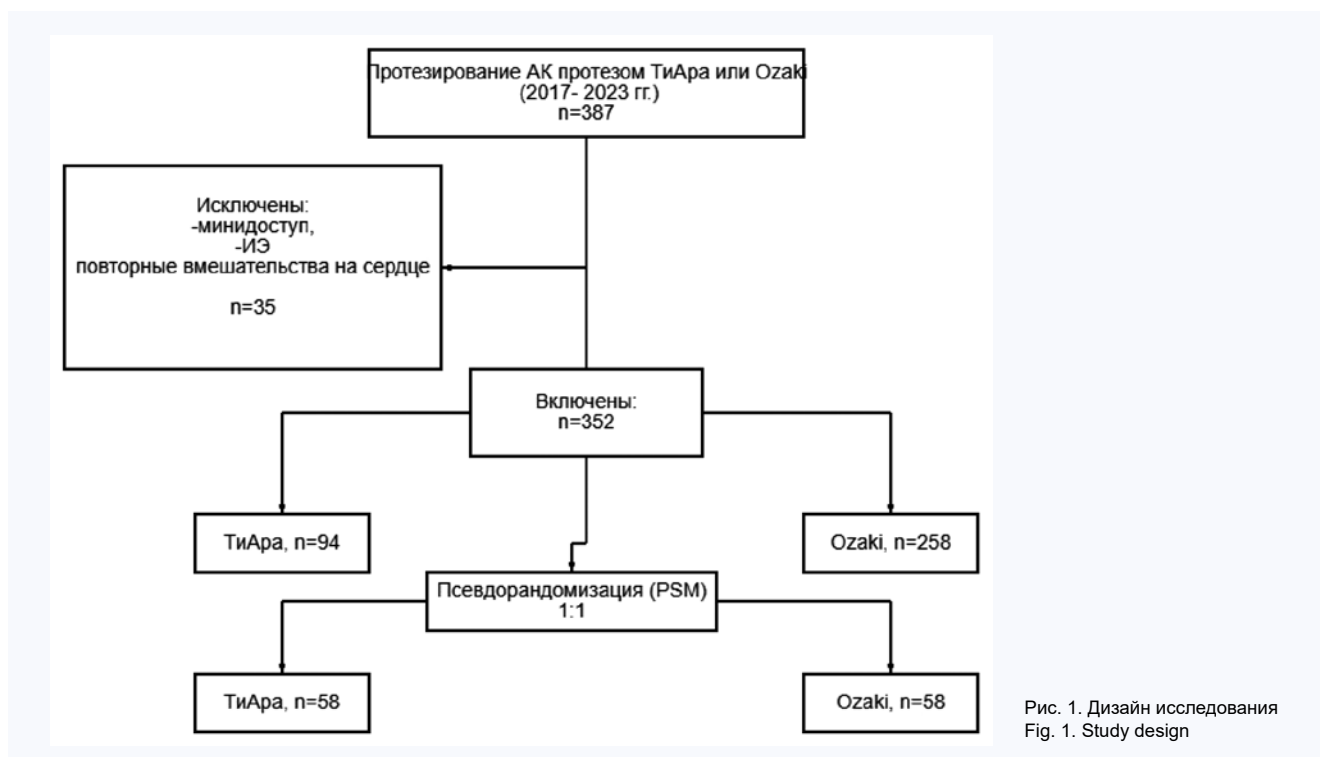 Протезирование АК протезом ТиАра или Ozaki
(2017- 2023 гг.)
n=387
Исключены:
-минидоступ,
-ИЭ
повторные вмешательства на сердце
n=35
Включены:
n=352
ТиАра, n=94
Ozaki, n=258
Псевдорандомизация (PSM)
1:1
ТиАра, n=58
Ozaki, n=58
Рис. 1. Дизайн исследования
Fig. 1. Study design